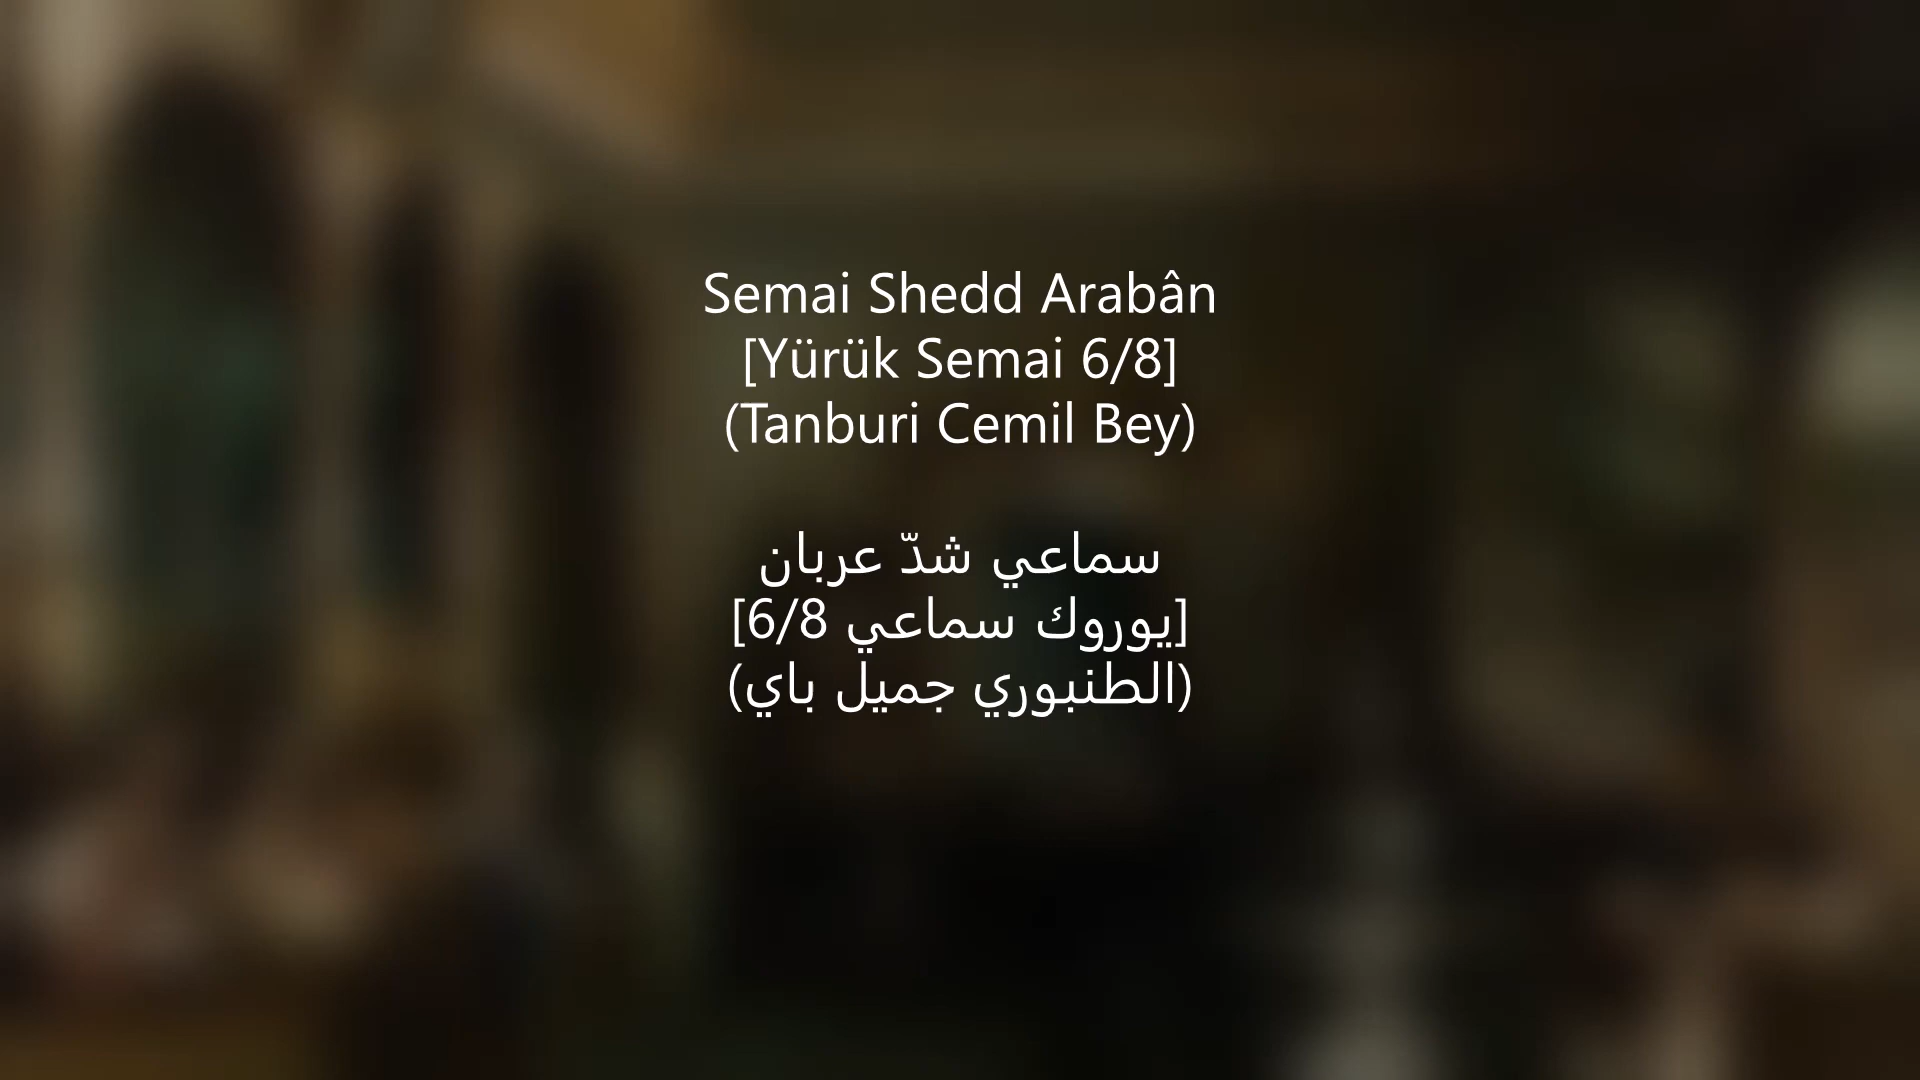 Semai Shedd Arabân
[Yürük Semai 6/8]
(Tanburi Cemil Bey)
سماعي شدّ عربان
[يوروك سماعي 6/8]
(الطنبوري جميل باي)